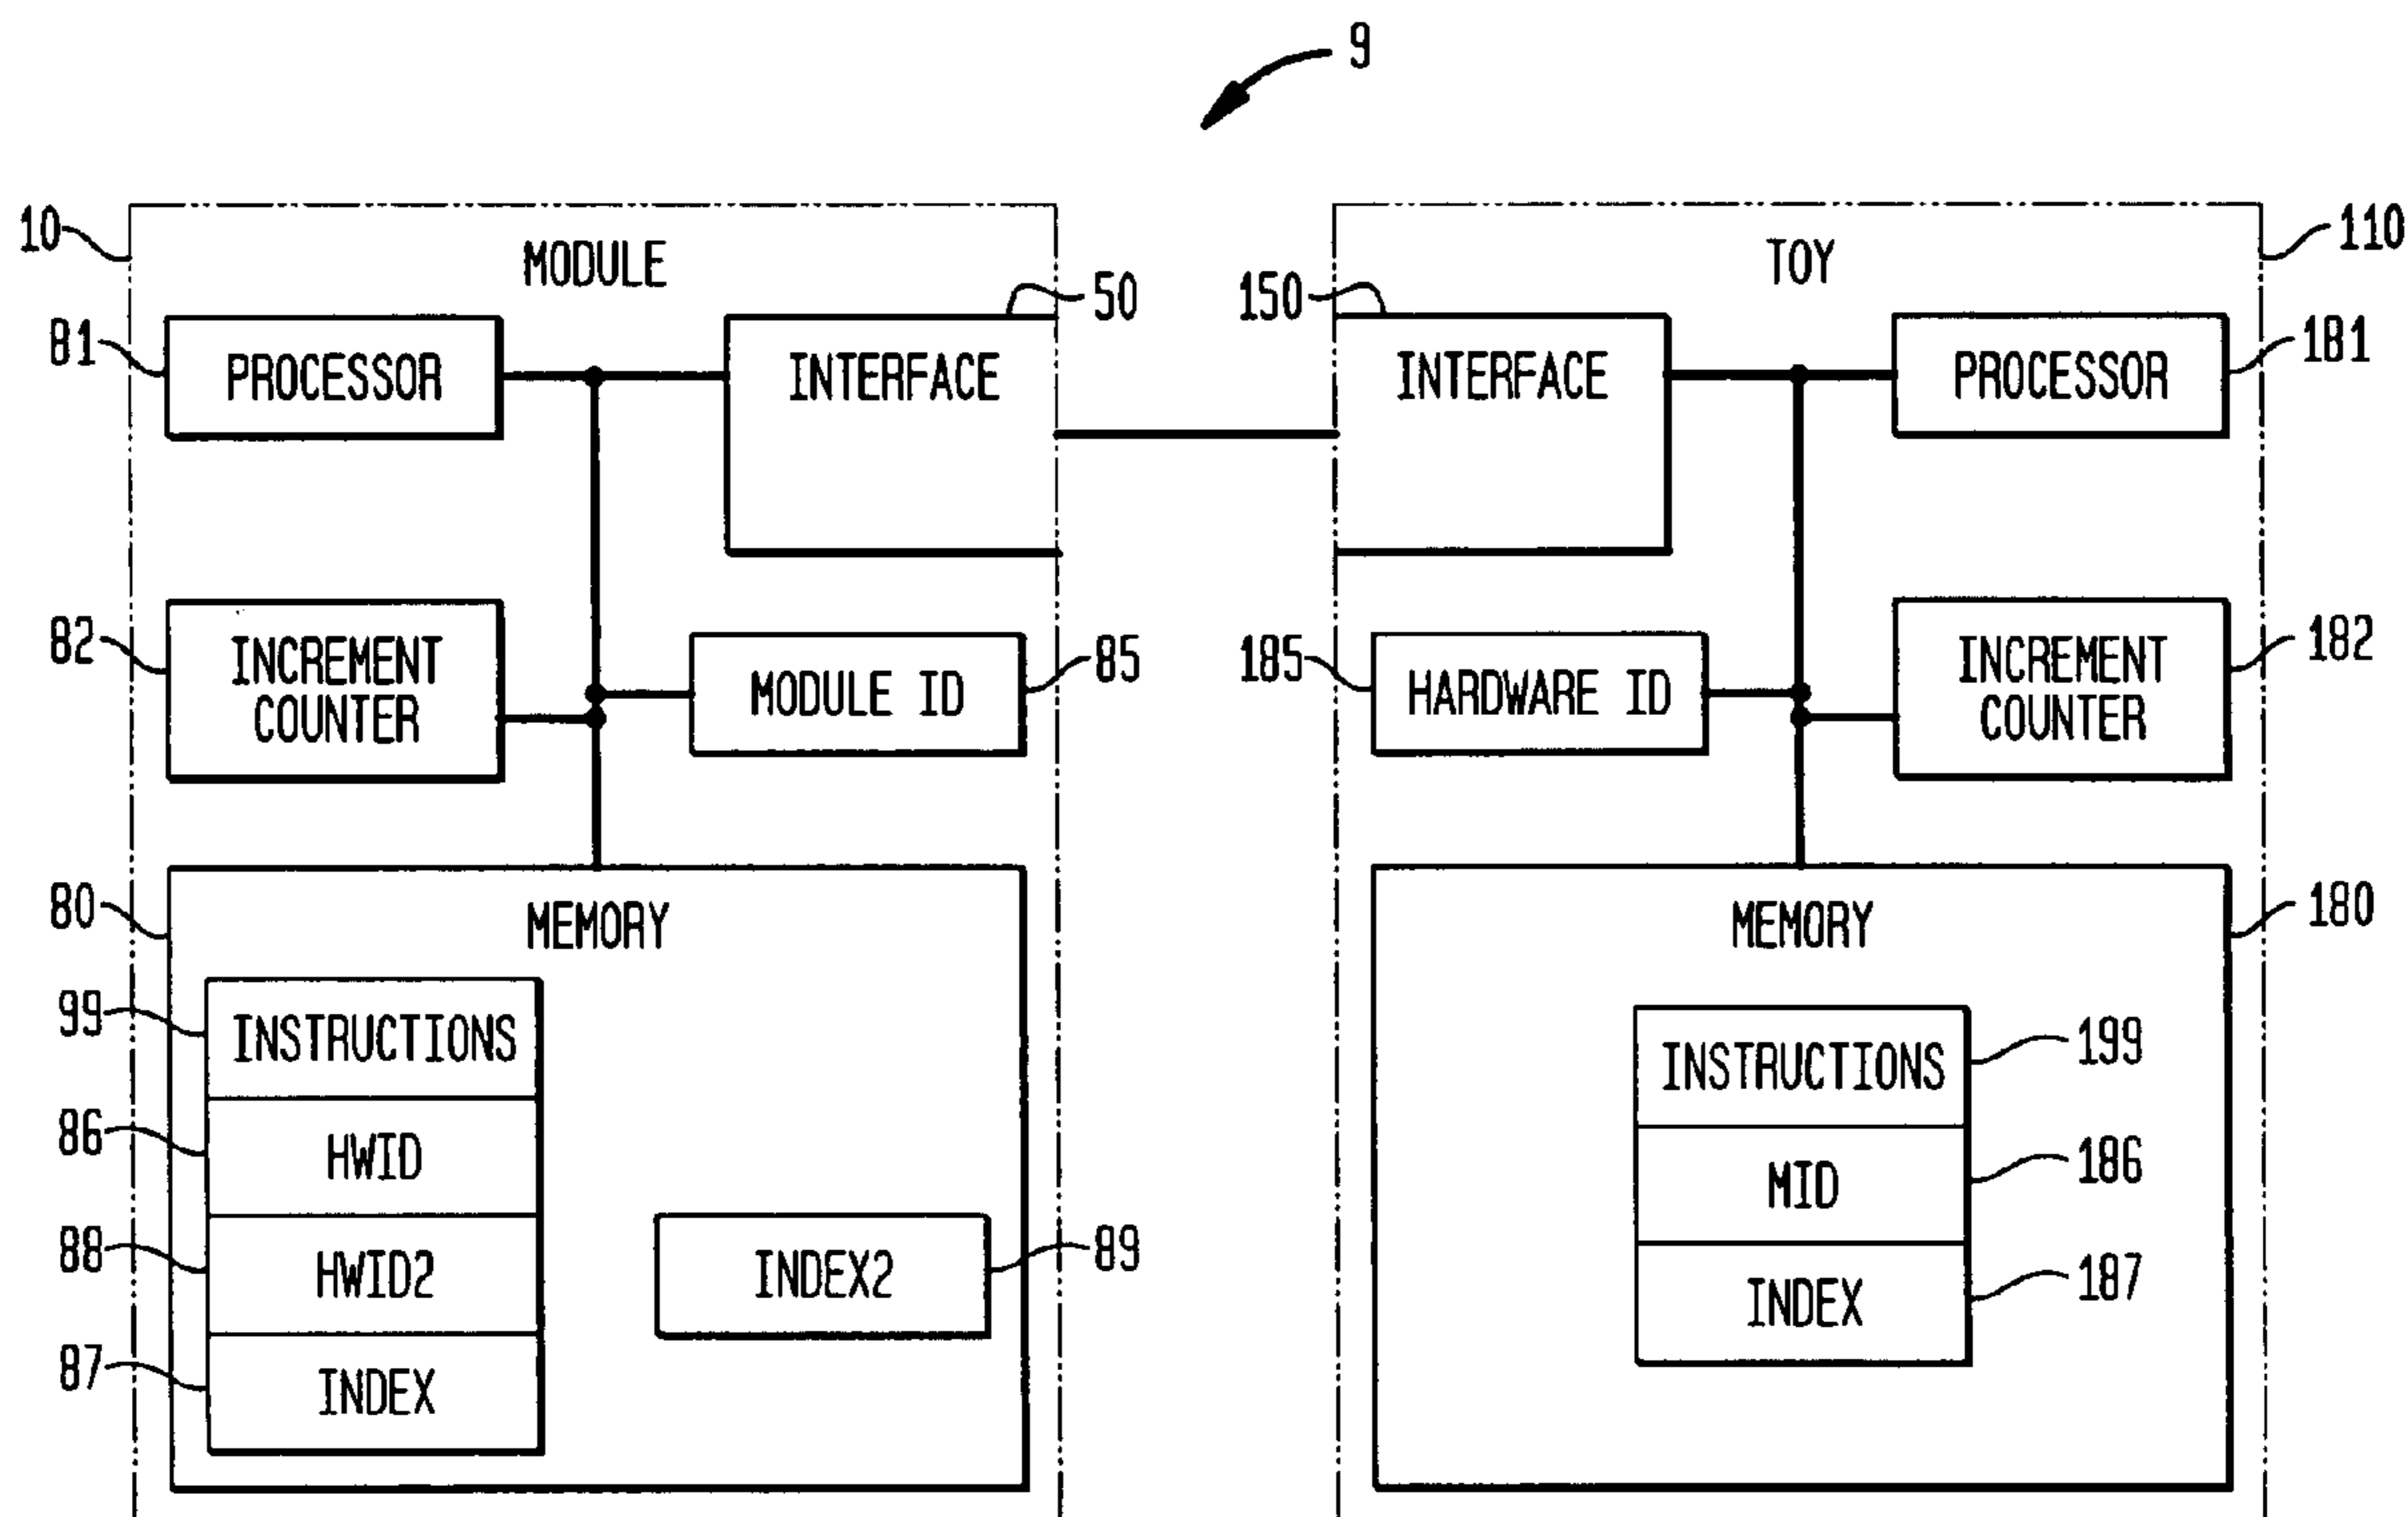 9
10
MODULE
TOY
110
50
150
81
PROCESSOR
INTERFACE
INTERFACE
PROCESSOR
181
82
INCREMENT
COUNTER
MODULE ID
85
185
HARDWARE ID
INCREMENT
COUNTER
182
80
MEMORY
MEMORY
180
99
INSTRUCTIONS
INSTRUCTIONS
199
86
HWID
MID
186
88
HWID2
INDEX2
89
INDEX
187
87
INDEX